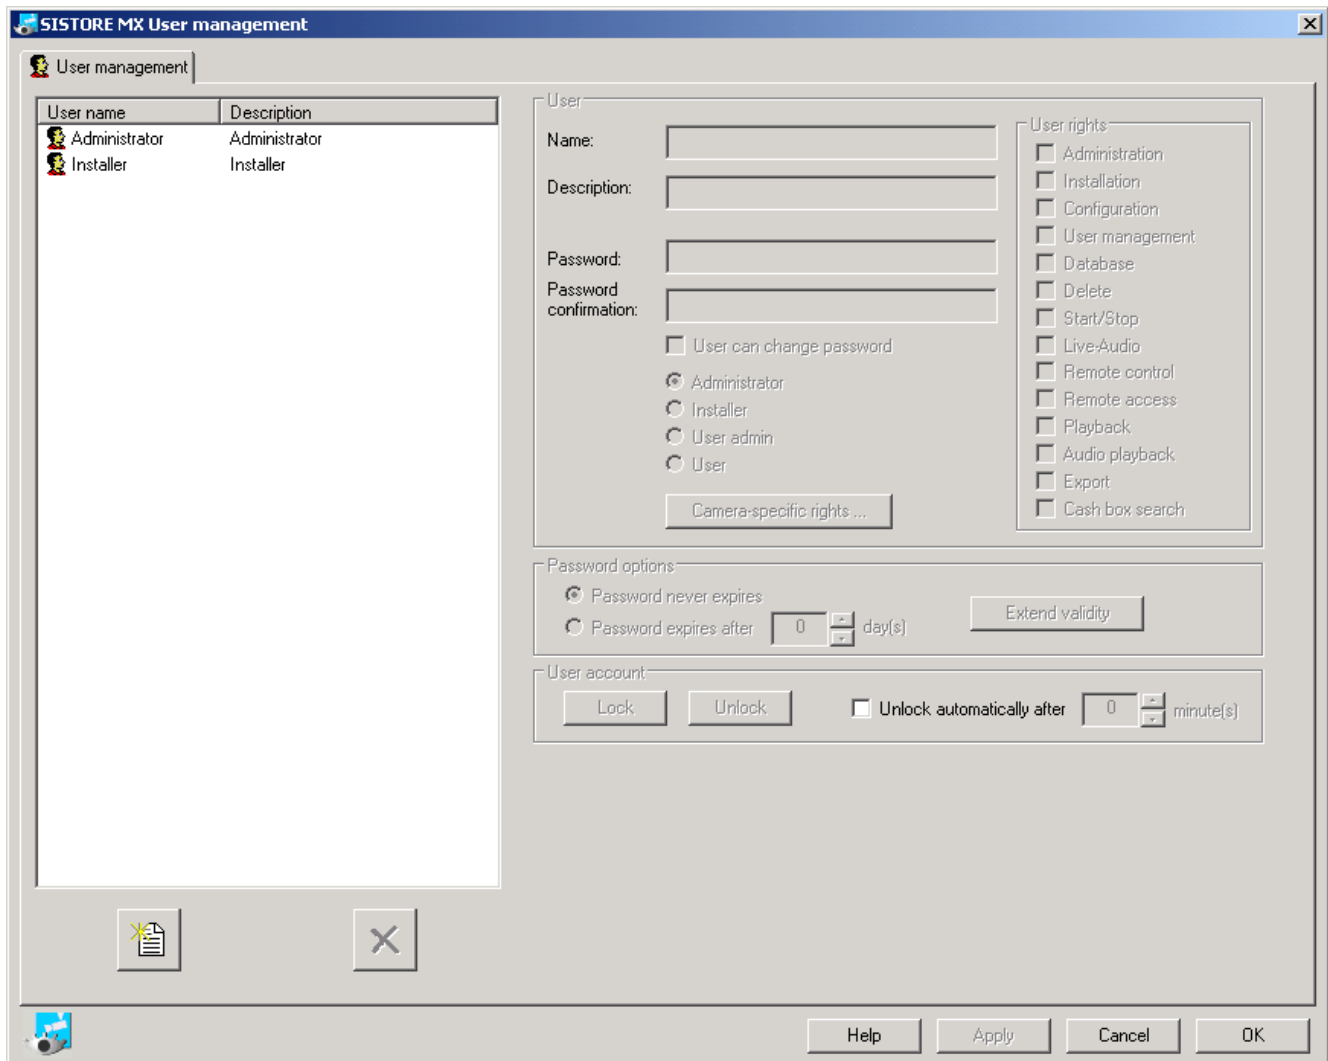 SISTORE MX User management
User management
User name Description
Administrator Administrator
Installer Installer
User
Name:
Description:
Password:
Password
confirmation:
User can change password
Administrator
Installer
User admin
User
Camera-specific rights ...
User rights
Administration
Installation
Configuration
User management
Database
Delete
Start/Stop
Live-Audio
Remote control
Remote access
Playback
Audio playback
Export
Cash box search
Password options
Password never expires
Password expires after 0 day(s)
Extend validity
User account
Lock Unlock Unlock automatically after 0 minute(s)
Help Apply Cancel OK